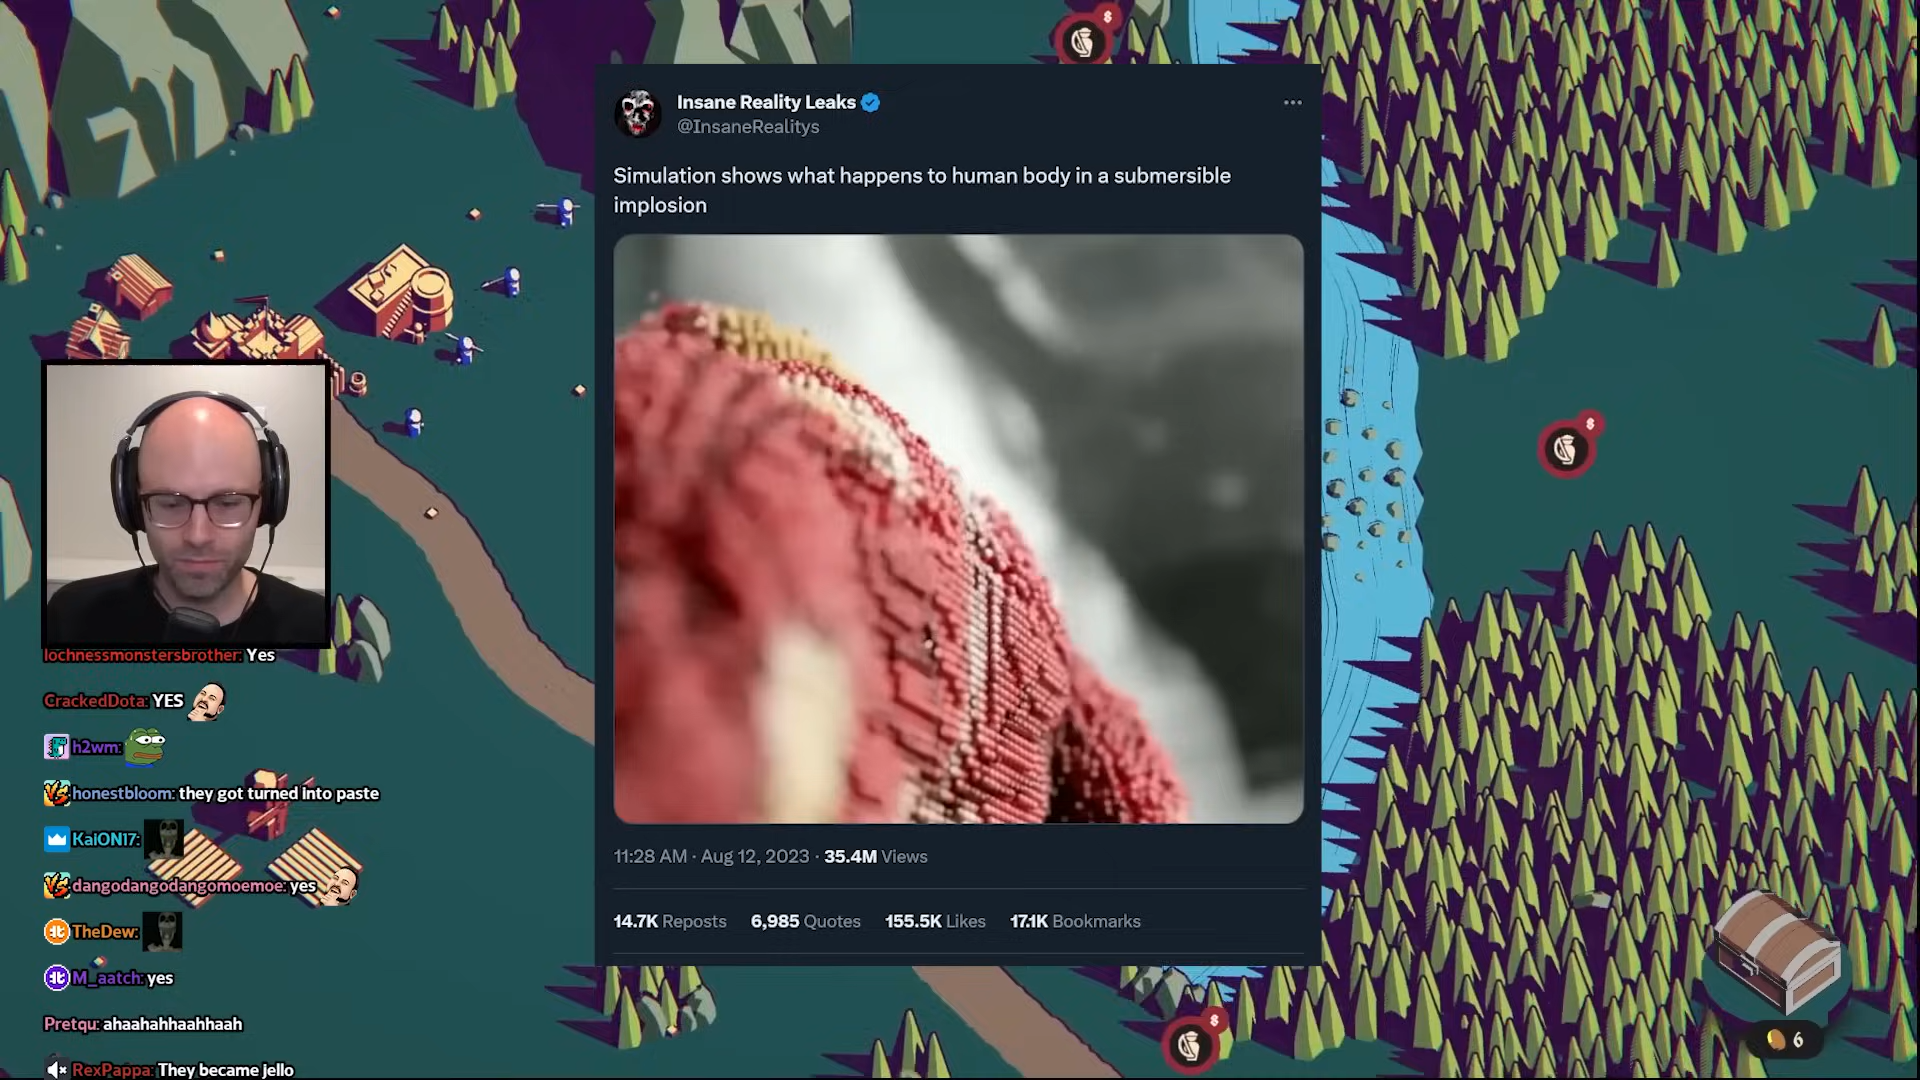 Insane Reality Leaks
@InsaneRealitys
Simulation shows what happens to human body in a submersible
implosion
11:28 AM · Aug 12, 2023 · 35.4M Views
14.7K Reposts 6,985 Quotes 155.5K Likes 17.1K Bookmarks
lochnessmonstersbrother: Yes
CrackedDota: YES
h2wm:
honestbloom: they got turned into paste
KaiON17:
dangodangodangomoemoe: yes
TheDew:
M_aatch: yes
Pretqu: ahaahahhaahhaah
RexPappa: They became jello
8
8
8
6